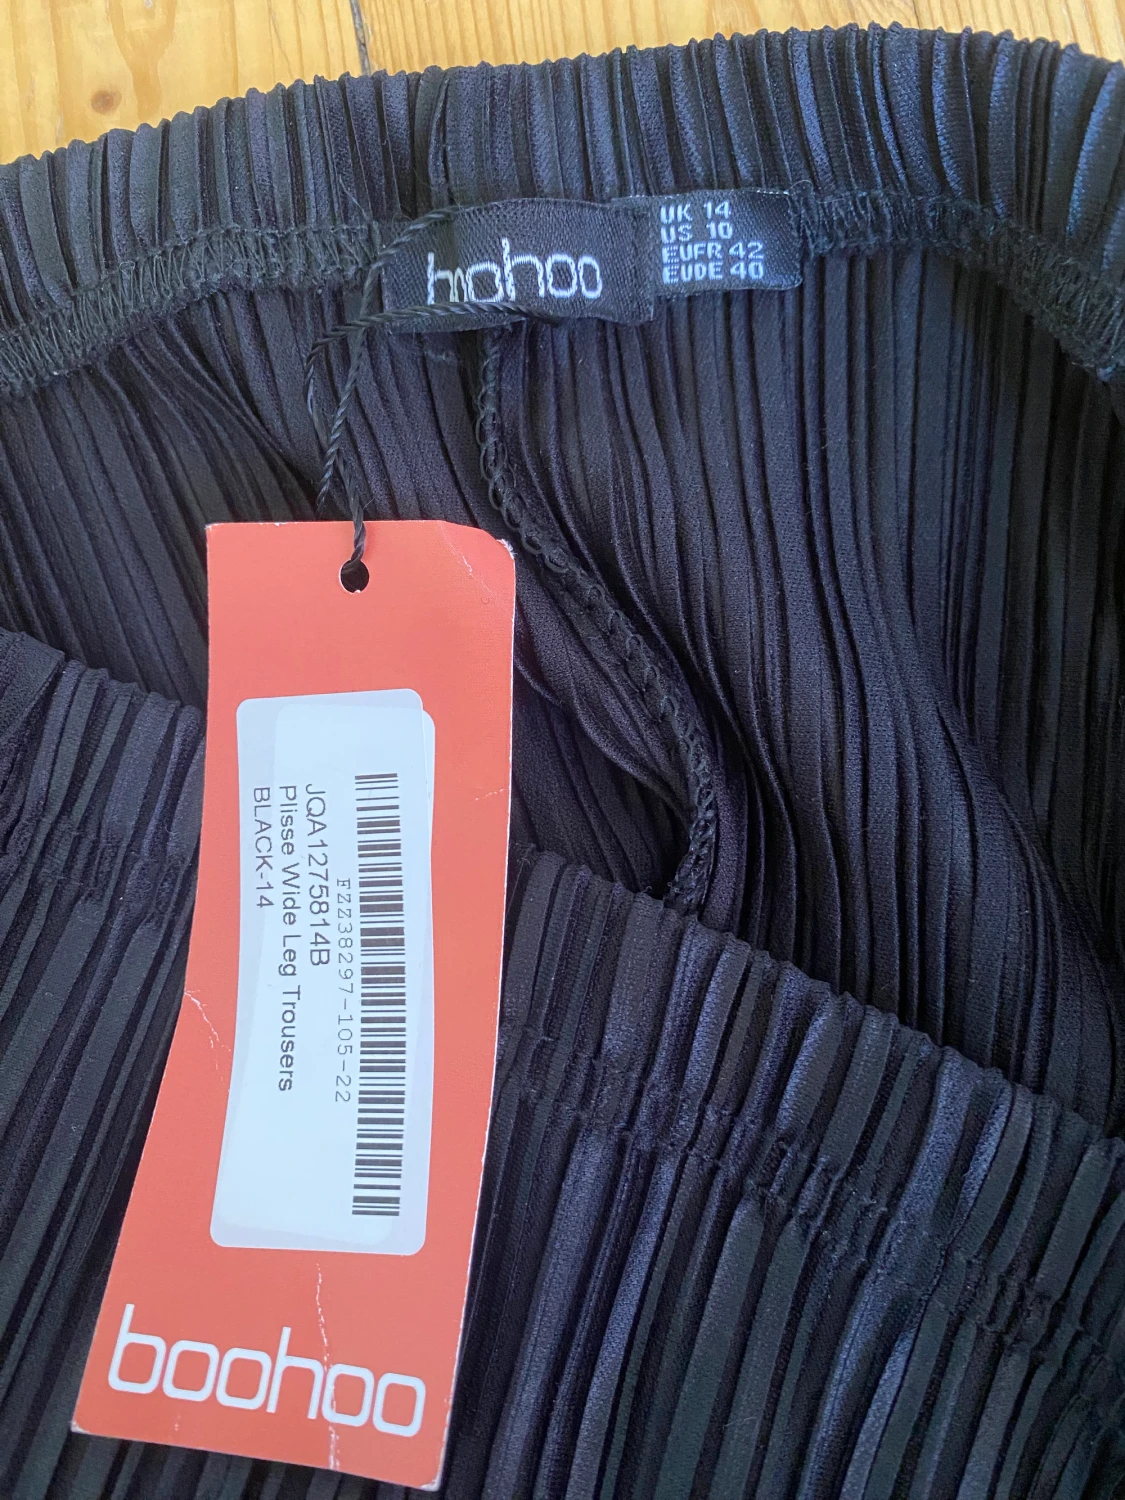 boohoo
UK 14
US 10
EUFR 42
EUDE 40
FZZ38297-105-22
JQA1275814B
Plisse Wide Leg Trousers
BLACK-14
boohoo